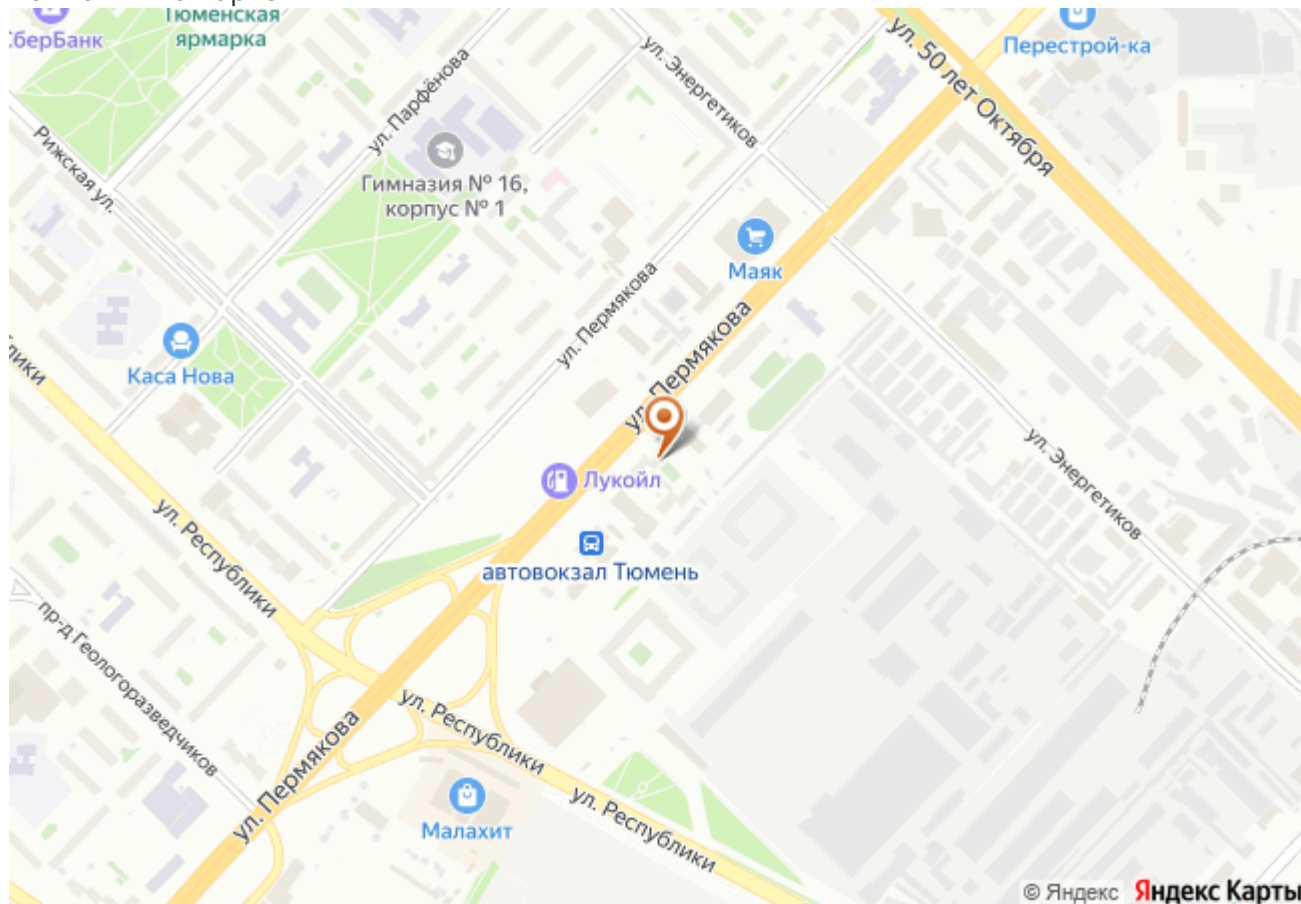 Тюменская
ярмарка
СберБанк
Перестрой-ка
ул. 50 лет Октября
ул. Энергетиков
ул. Парфёнова
Рижская ул.
Гимназия № 16,
корпус № 1
Маяк
ул. Пермякова
ул. Пермякова
Каса Нова
ул. Энергетиков
Лукойл
автовокзал Тюмень
ул. Республики
пр-д Геологоразведчиков
ул. Республики
ул. Пермякова
ул. Республики
Малахит
© Яндекс Яндекс Карты